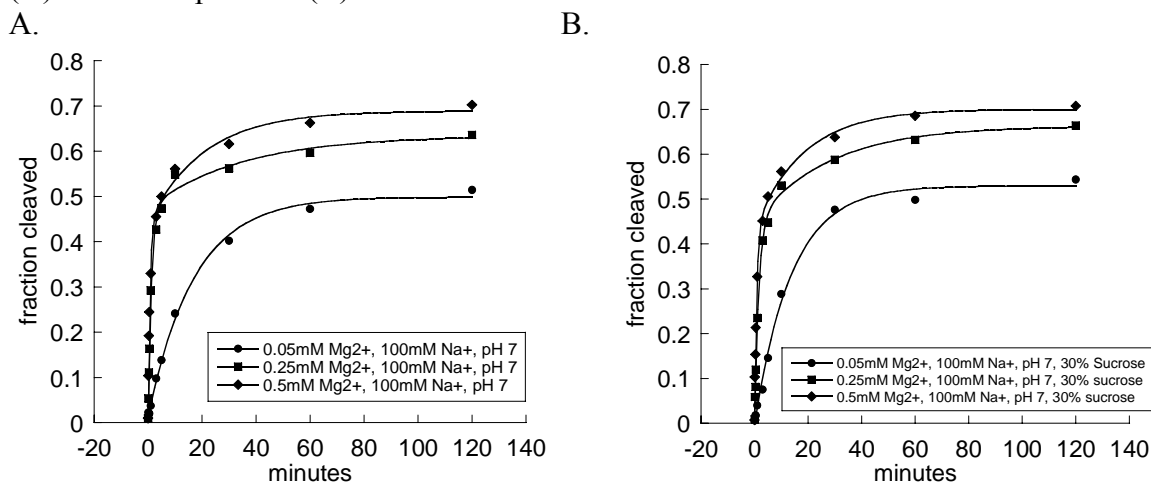 A.
0.8
0.7
0.6
0.5
0.4
0.3
0.2
0.1
0
-20 0 20 40 60 80 100 120 140
minutes
fraction cleaved
0.05mM Mg2+, 100mM Na+, pH 7
0.25mM Mg2+, 100mM Na+, pH 7
0.5mM Mg2+, 100mM Na+, pH 7
B.
0.8
0.7
0.6
0.5
0.4
0.3
0.2
0.1
0
-20 0 20 40 60 80 100 120 140
minutes
fraction cleaved
0.05mM Mg2+, 100mM Na+, pH 7, 30% Sucrose
0.25mM Mg2+, 100mM Na+, pH 7, 30% sucrose
0.5mM Mg2+, 100mM Na+, pH 7, 30% sucrose